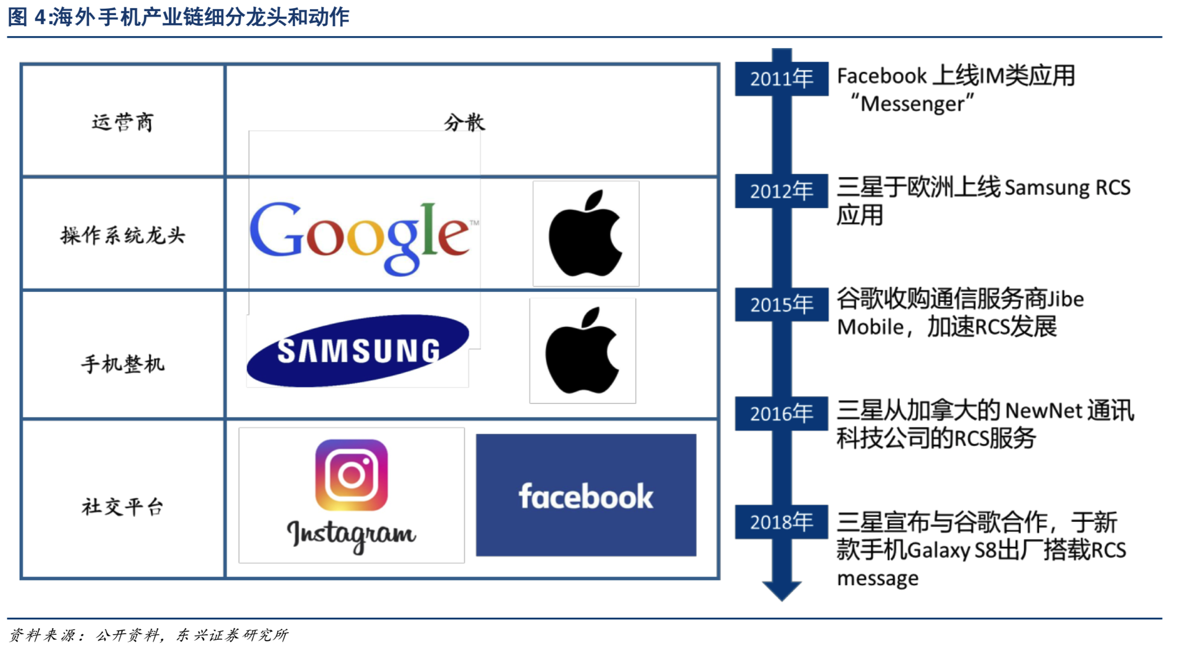 图 4:海外手机产业链细分龙头和动作
运营商
分散
操作系统龙头
Google™
手机整机
SAMSUNG
社交平台
Instagram
facebook
2011年
Facebook 上线IM类应用
“Messenger”
2012年
三星于欧洲上线 Samsung RCS
应用
2015年
谷歌收购通信服务商Jibe
Mobile，加速RCS发展
2016年
三星从加拿大的 NewNet 通讯
科技公司的RCS服务
2018年
三星宣布与谷歌合作，于新
款手机Galaxy S8出厂搭载RCS
message
资料来源：公开资料，东兴证券研究所